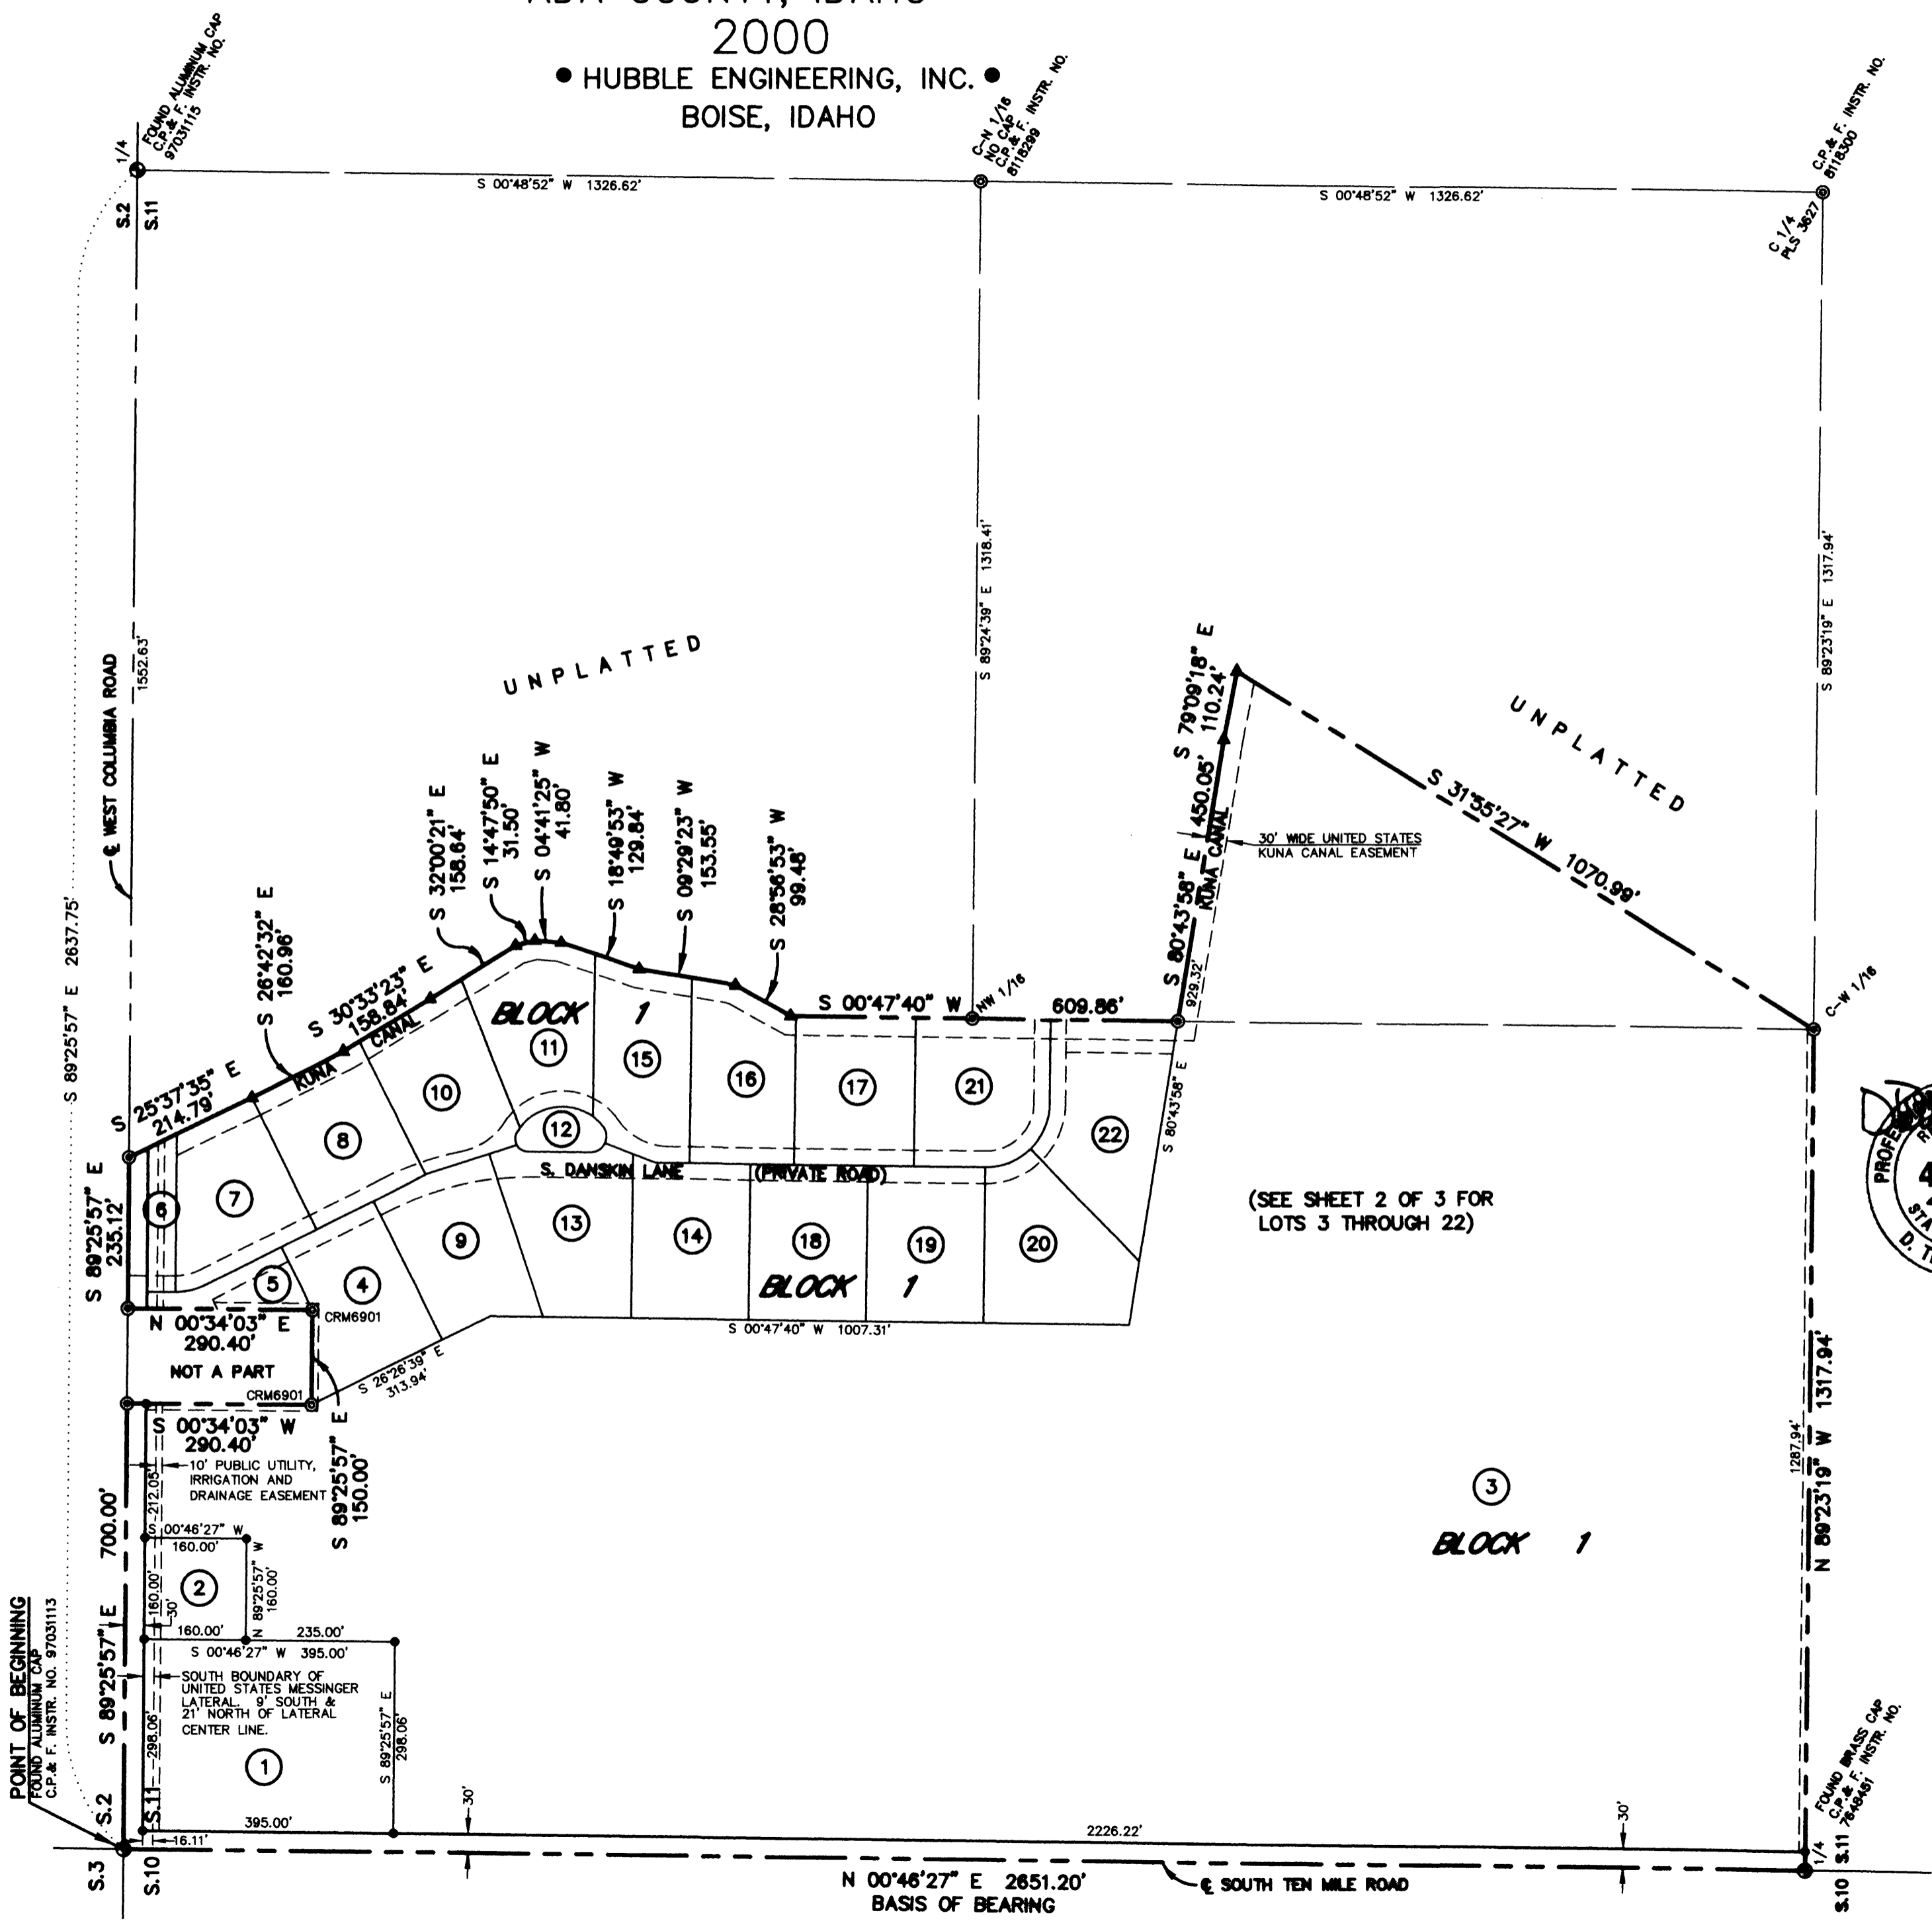 ADA COUNTY, IDAHO
2000
● HUBBLE ENGINEERING, INC. ●
BOISE, IDAHO
FOUND ALUMINUM CAP
C.P.& F. INSTR. NO.
97031115
1/4
S.2
S.11
S 00°48'52" W 1326.62'
C-N 1/16
NO CAP
C.P.& F. INSTR. NO.
8118299
S 00°48'52" W 1326.62'
C.P.& F. INSTR. NO.
8118300
C 1/4
PLS 3627
S 89°25'57" E 2637.75'
℄ WEST COLUMBIA ROAD
1552.63'
UNPLATTED
S 89°24'39" E 1318.41'
S 89°23'19" E 1317.94'
UNPLATTED
S 79°09'18" E
110.24'
S 80°43'58" E 450.05'
KUNA CANAL
929.32'
30' WIDE UNITED STATES
KUNA CANAL EASEMENT
S 31°55'27" W 1070.99'
C-W 1/16
S 25°37'35" E
214.79'
S 26°42'32" E
160.96'
S 30°33'23" E
158.84'
KUNA CANAL
S 32°00'21" E
158.64'
S 14°47'50" E
31.50'
S 04°41'25" W
41.80'
S 18°49'53" W
129.84'
S 09°29'23" W
153.55'
S 28°56'53" W
99.48'
S 00°47'40" W 609.86'
NW 1/16
BLOCK 1
11
15
16
17
21
10
8
12
22
7
6
S. DANSKIN LANE (PRIVATE ROAD)
S 80°43'58" E
S 89°25'57" E
235.12'
9
13
14
18
19
20
5
4
BLOCK 1
(SEE SHEET 2 OF 3 FOR
LOTS 3 THROUGH 22)
N 00°34'03" E
290.40'
CRM6901
NOT A PART
CRM6901
S 00°34'03" W
290.40'
S 89°25'57" E
150.00'
S 26°26'39" E
313.94'
S 00°47'40" W 1007.31'
10' PUBLIC UTILITY,
IRRIGATION AND
DRAINAGE EASEMENT
212.05'
S 00°46'27" W
160.00'
2
160.00'
30'
N 89°25'57" W
160.00'
160.00'
235.00'
S 00°46'27" W 395.00'
SOUTH BOUNDARY OF
UNITED STATES MESSINGER
LATERAL. 9' SOUTH &
21' NORTH OF LATERAL
CENTER LINE.
298.06'
1
S 89°25'57" E
298.06'
S 89°25'57" E 700.00'
3
BLOCK 1
1287.94'
N 89°23'19" W 1317.94'
PROFE
STA
POINT OF BEGINNING
FOUND ALUMINUM CAP
C.P.& F. INSTR. NO. 97031113
S.2
S.11
S.3
S.10
395.00'
16.11'
30'
2226.22'
30'
N 00°46'27" E 2651.20'
BASIS OF BEARING
℄ SOUTH TEN MILE ROAD
FOUND BRASS CAP
C.P.& F. INSTR. NO.
7648451
1/4
S.11
S.10